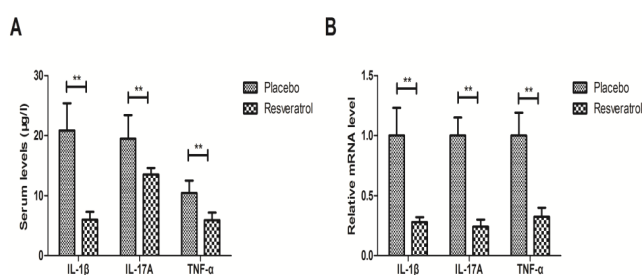 A
Serum levels (µg/l)
30
20
10
0
**
**
**
Placebo
Resveratrol
IL-1β
IL-17A
TNF-α
B
Relative mRNA level
1.5
1.0
0.5
0.0
**
**
**
Placebo
Resveratrol
IL-1β
IL-17A
TNF-α